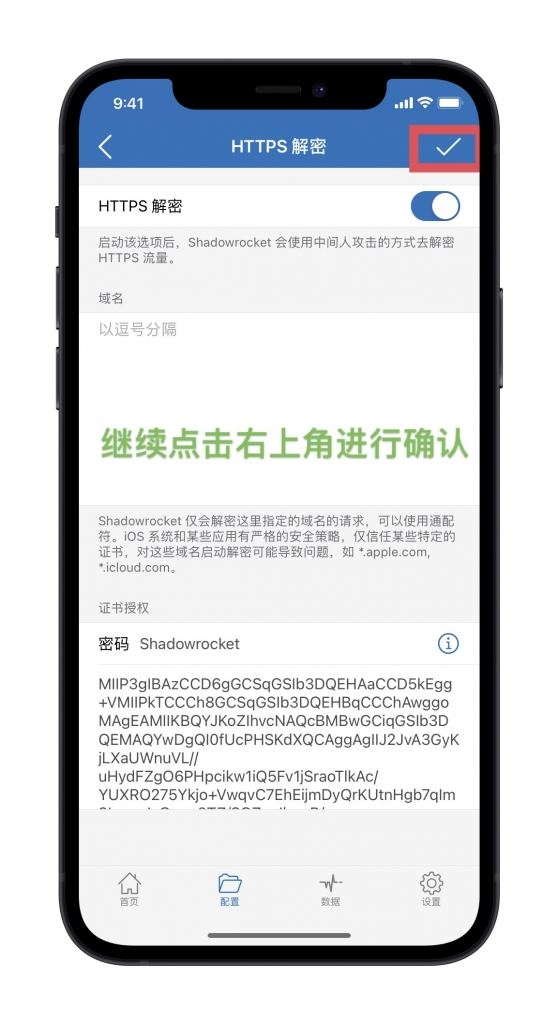 9:41
HTTPS 解密
HTTPS 解密
启动该选项后，Shadowrocket 会使用中间人攻击的方式去解密
HTTPS 流量。
域名
以逗号分隔
继续点击右上角进行确认
Shadowrocket 仅会解密这里指定的域名的请求，可以使用通配
符。iOS 系统和某些应用有严格的安全策略，仅信任某些特定的
证书，对这些域名启动解密可能导致问题，如 *.apple.com,
*.icloud.com。
证书授权
密码 Shadowrocket
MIIP3gIBAzCCD6gGCSqGSIb3DQEHAaCCD5kEgg
+VMIIPkTCCCh8GCSqGSIb3DQEHBqCCChAwggo
MAgEAMIIKBQYJKoZIhvcNAQcBMBwGCiqGSIb3D
QEMAQYwDgQI0fUcPHSKdXQCAggAgIIJ2JvA3GyK
jLXaUWnuVL//
uHydFZgO6PHpcikw1iQ5Fv1jSraoTlkAc/
YUXRO275Ykjo+VwqvC7EhEijmDyQrKUtnHgb7qIm
首页
配置
数据
设置